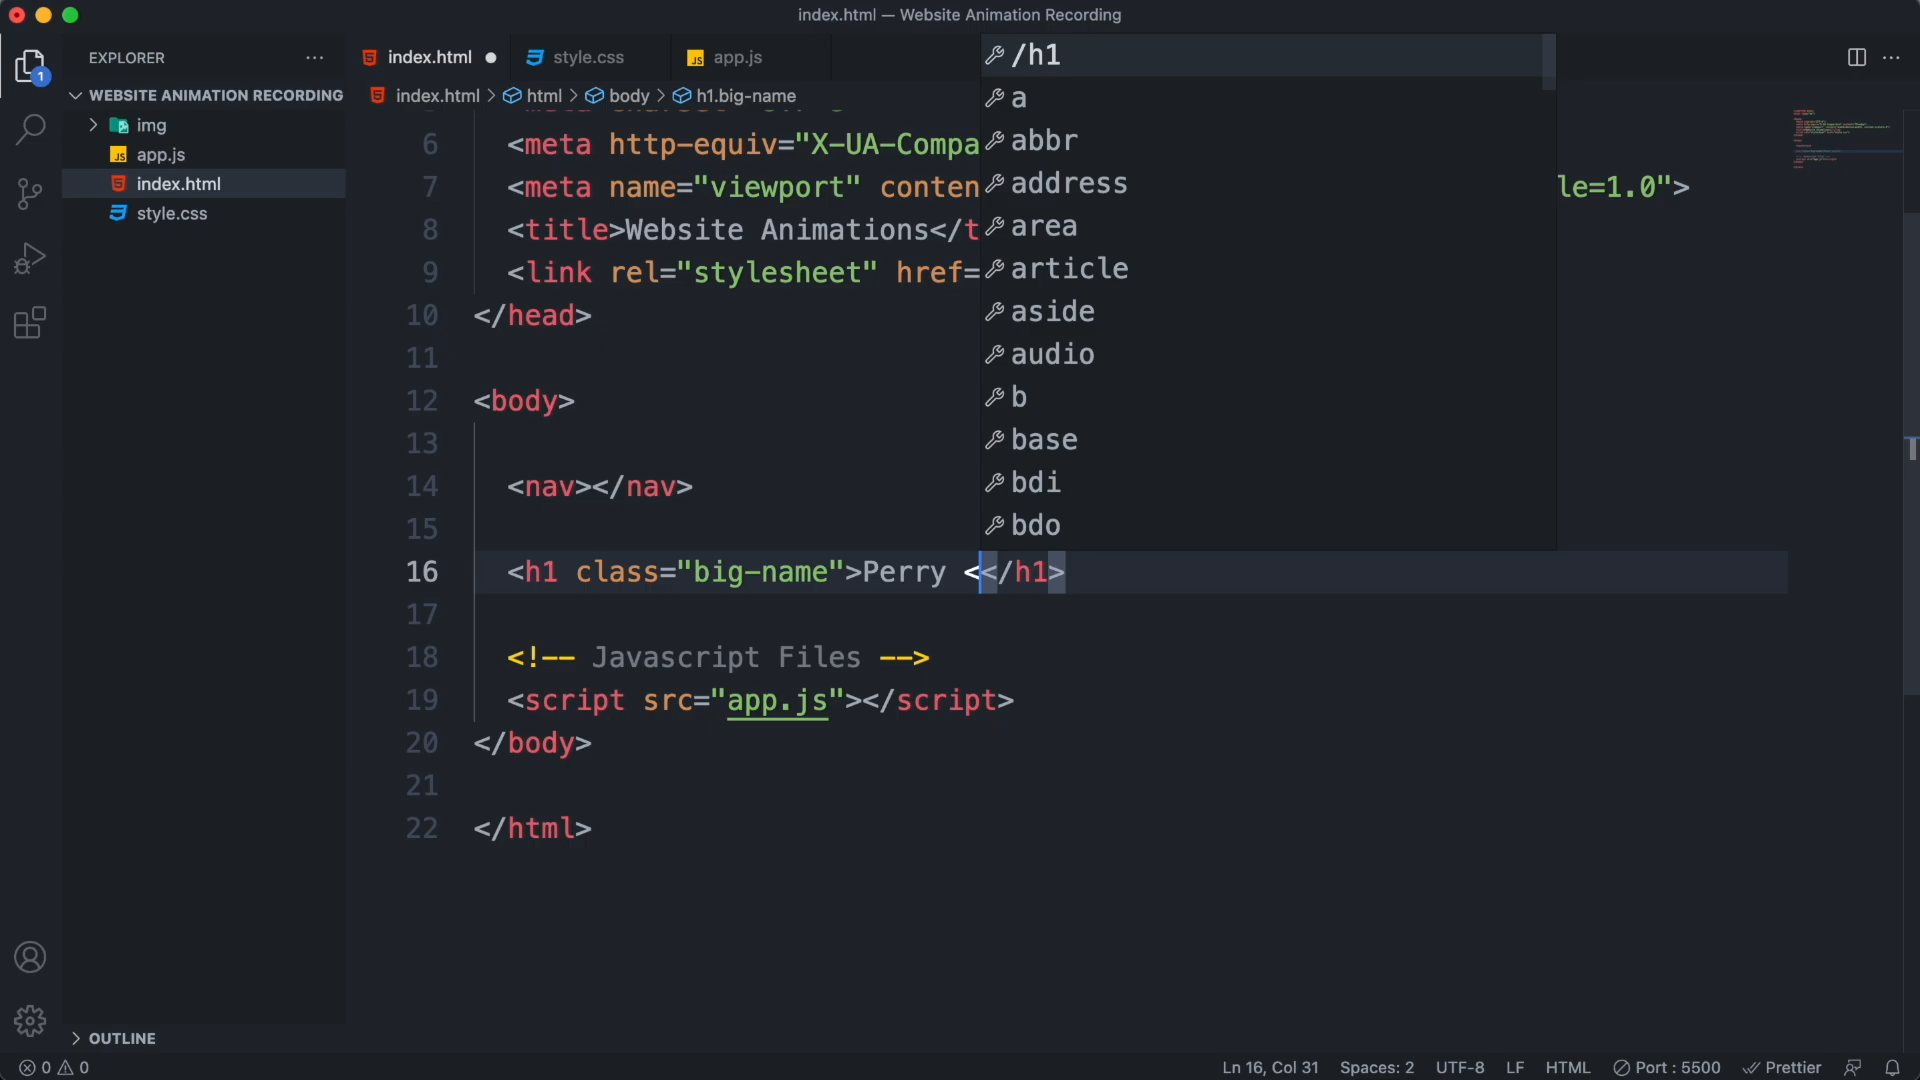 index.html — Website Animation Recording
EXPLORER
index.html
style.css
app.js
1
WEBSITE ANIMATION RECORDING
index.html > html > body > h1.big-name
img
app.js
index.html
style.css
6 <meta http-equiv="X-UA-Compa
7 <meta name="viewport" conten le=1.0">
8 <title>Website Animations</t
9 <link rel="stylesheet" href=
10 </head>
11
12 <body>
13
14 <nav></nav>
15
16 <h1 class="big-name">Perry <</h1>
17
18 <!-- Javascript Files -->
19 <script src="app.js"></script>
20 </body>
21
22 </html>
/h1
a
abbr
address
area
article
aside
audio
b
base
bdi
bdo
OUTLINE
0 0
Ln 16, Col 31 Spaces: 2 UTF-8 LF HTML Port : 5500 Prettier